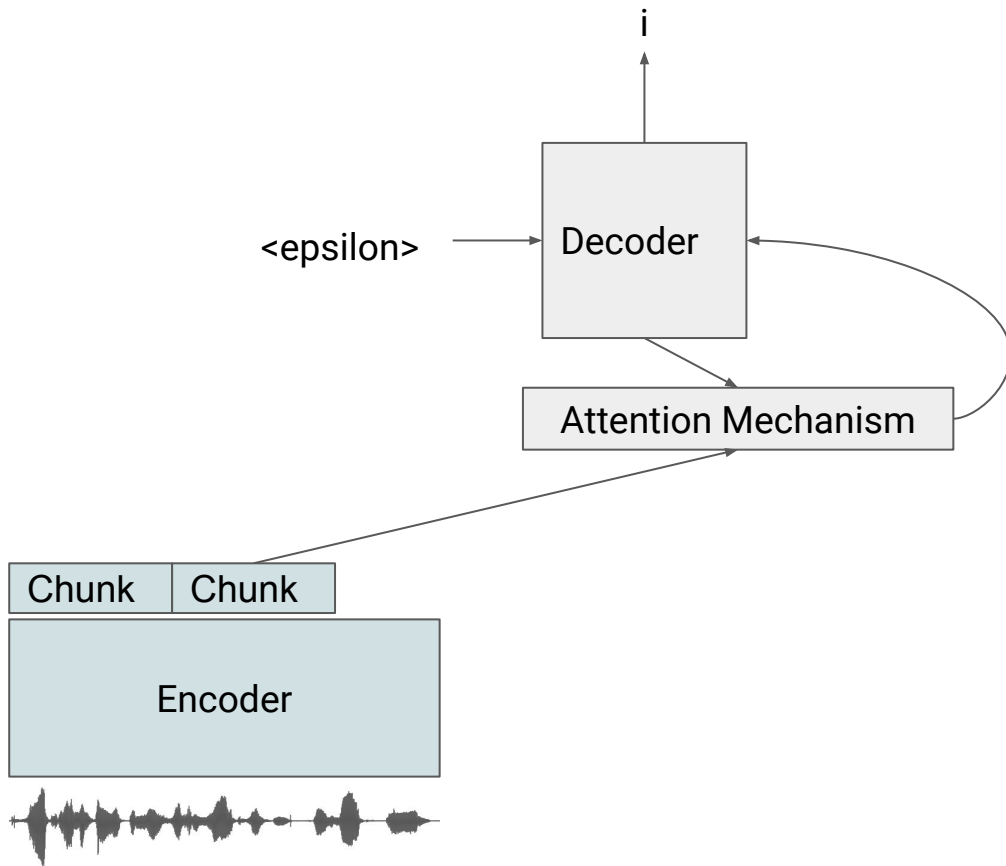 i
<epsilon>
Decoder
Attention Mechanism
Chunk
Chunk
Encoder